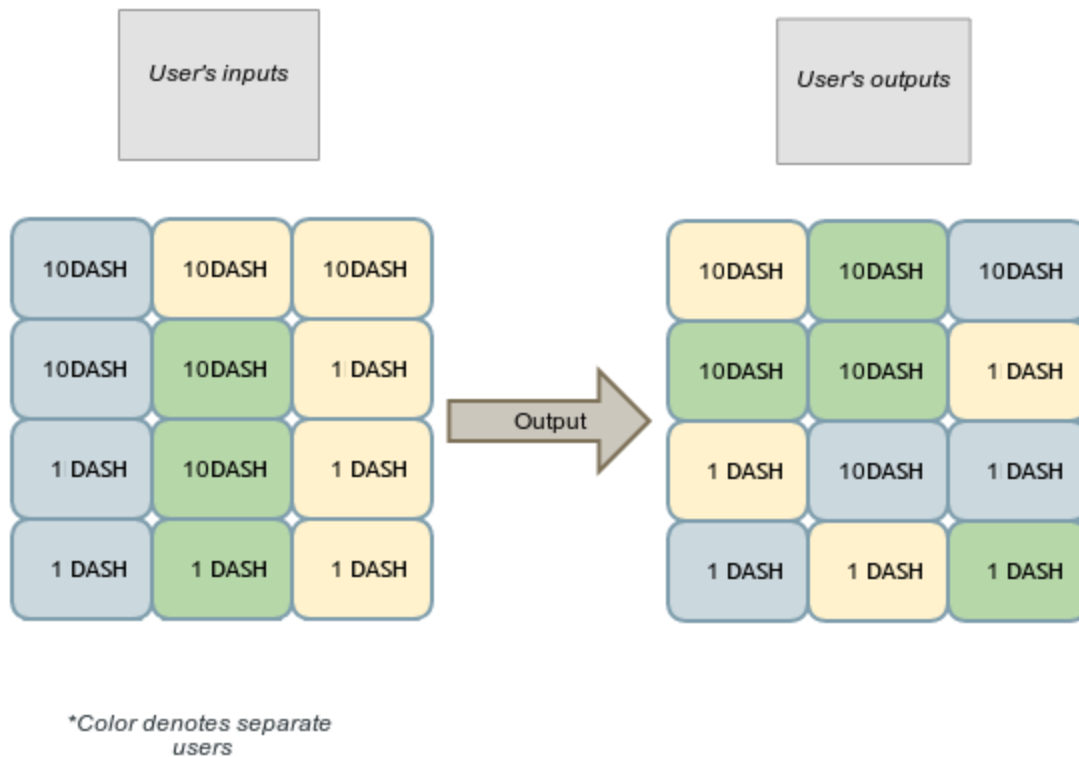 User's inputs
User's outputs
10DASH 10DASH 10DASH
10DASH 10DASH 1 DASH
1 DASH 10DASH 1 DASH
1 DASH 1 DASH 1 DASH
Output
10DASH 10DASH 10DASH
10DASH 10DASH 1 DASH
1 DASH 10DASH 1 DASH
1 DASH 1 DASH 1 DASH
*Color denotes separate
users